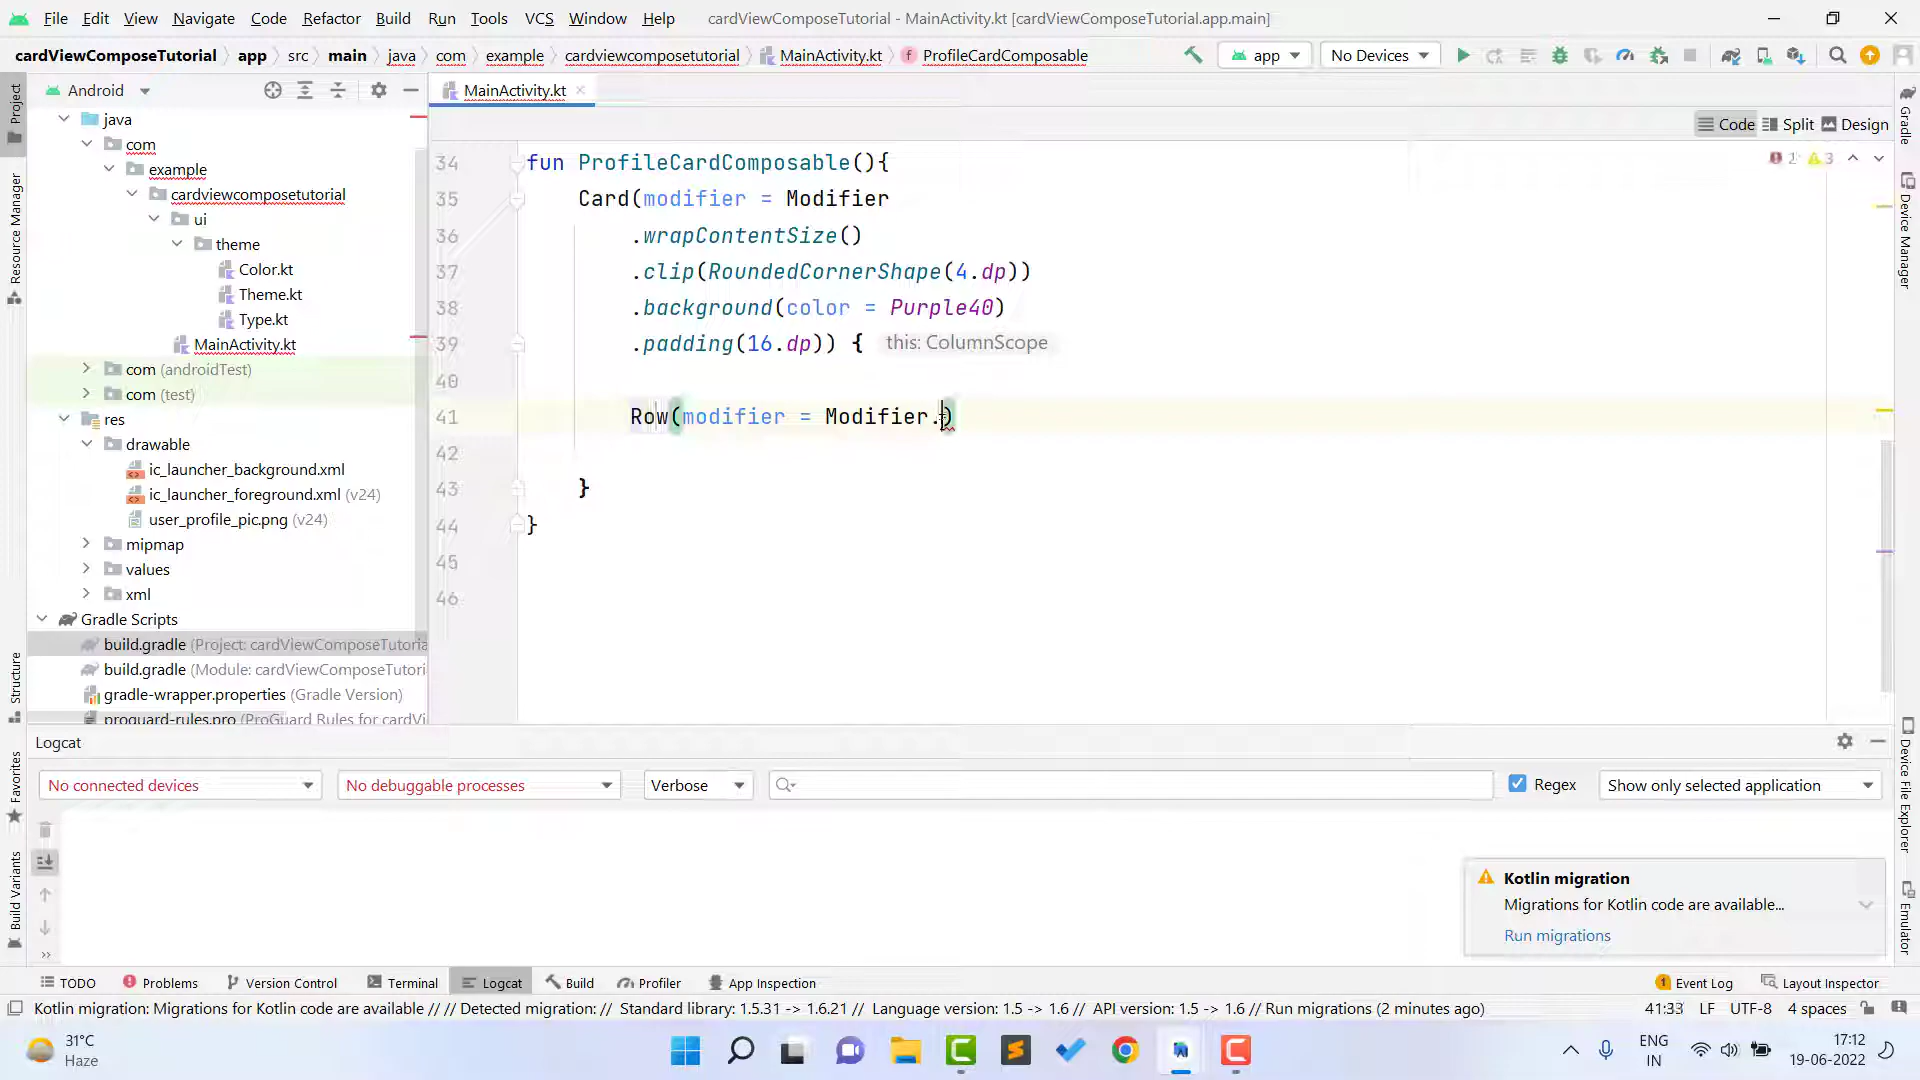 File Edit View Navigate Code Refactor Build Run Tools VCS Window Help cardViewComposeTutorial - MainActivity.kt [cardViewComposeTutorial.app.main]
cardViewComposeTutorial app src main java com example cardviewcomposetutorial MainActivity.kt ProfileCardComposable app No Devices
Android
MainActivity.kt
Code Split Design
Project
Resource Manager
Structure
Favorites
Build Variants
java
com
example
cardviewcomposetutorial
ui
theme
Color.kt
Theme.kt
Type.kt
MainActivity.kt
com (androidTest)
com (test)
res
drawable
ic_launcher_background.xml
ic_launcher_foreground.xml (v24)
user_profile_pic.png (v24)
mipmap
values
xml
Gradle Scripts
build.gradle (Project: cardViewComposeTutoria
build.gradle (Module: cardViewComposeTutori
gradle-wrapper.properties (Gradle Version)
proguard-rules.pro (ProGuard Rules for cardVi
34 fun ProfileCardComposable(){
35 Card(modifier = Modifier
36 .wrapContentSize()
37 .clip(RoundedCornerShape(4.dp))
38 .background(color = Purple40)
39 .padding(16.dp)) { this: ColumnScope
40
41 Row(modifier = Modifier.)
42
43 }
44 }
45
46
3
Gradle
Device Manager
Device File Explorer
Emulator
Logcat
No connected devices No debuggable processes Verbose Regex Show only selected application
Kotlin migration
Migrations for Kotlin code are available...
Run migrations
TODO Problems Version Control Terminal Logcat Build Profiler App Inspection 1 Event Log Layout Inspector
Kotlin migration: Migrations for Kotlin code are available // // Detected migration: // Standard library: 1.5.31 -> 1.6.21 // Language version: 1.5 -> 1.6 // API version: 1.5 -> 1.6 // Run migrations (2 minutes ago) 41:33 LF UTF-8 4 spaces
31°C
Haze
ENG
IN
17:12
19-06-2022